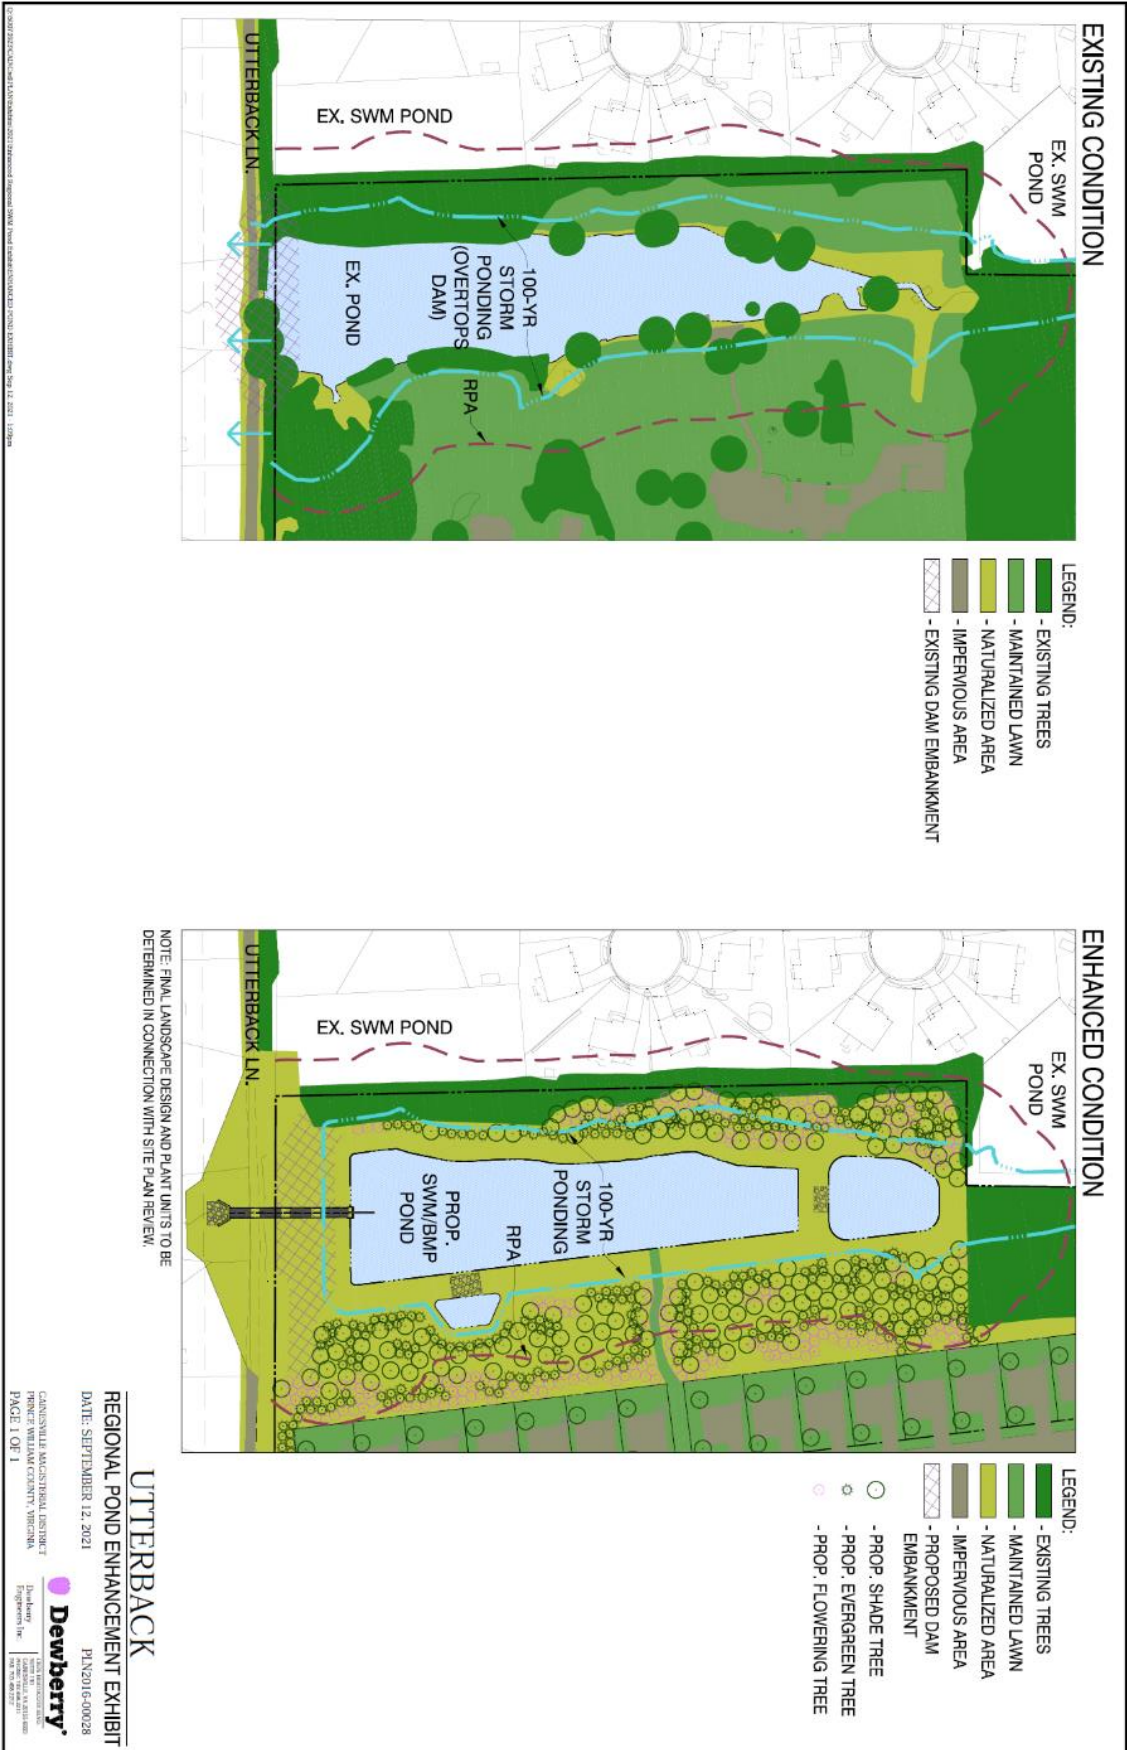 EXISTING CONDITION
EX. SWM
POND
EX. SWM POND
100-YR
STORM
PONDING
(OVERTOPS
DAM)
EX. POND
RPA
UTTERBACK LN.
LEGEND:
- EXISTING TREES
- MAINTAINED LAWN
- NATURALIZED AREA
- IMPERVIOUS AREA
- EXISTING DAM EMBANKMENT
ENHANCED CONDITION
EX. SWM
POND
EX. SWM POND
100-YR
STORM
PONDING
RPA
PROP.
SWM/BMP
POND
UTTERBACK LN.
LEGEND:
- EXISTING TREES
- MAINTAINED LAWN
- NATURALIZED AREA
- IMPERVIOUS AREA
- PROPOSED DAM
EMBANKMENT
- PROP. SHADE TREE
- PROP. EVERGREEN TREE
- PROP. FLOWERING TREE
NOTE: FINAL LANDSCAPE DESIGN AND PLANT UNITS TO BE
DETERMINED IN CONNECTION WITH SITE PLAN REVIEW.
UTTERBACK
REGIONAL POND ENHANCEMENT EXHIBIT
DATE: SEPTEMBER 12, 2021 PLN2016-00028
GAINESVILLE MAGISTERIAL DISTRICT
PRINCE WILLIAM COUNTY, VIRGINIA
PAGE 1 OF 1
Dewberry
Dewberry
Engineers Inc.